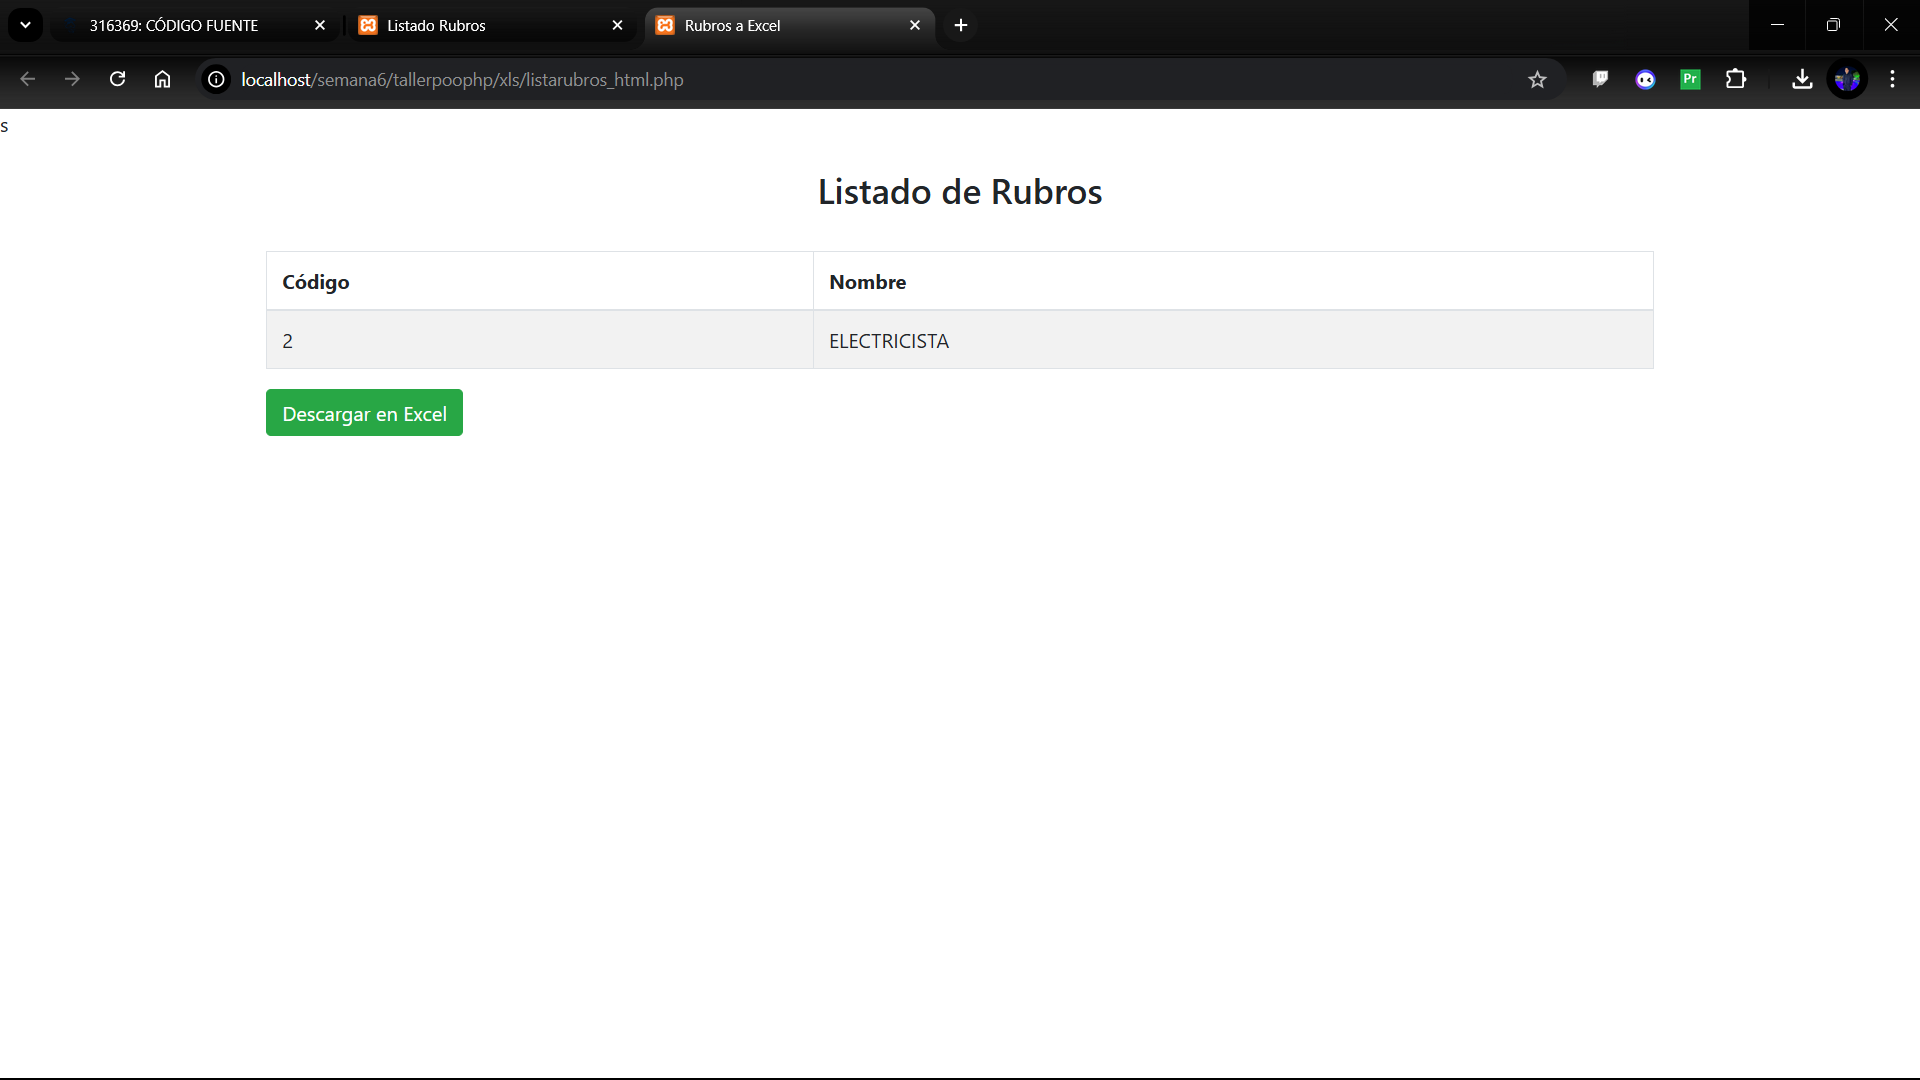 316369: CÓDIGO FUENTE
Listado Rubros
Rubros a Excel
localhost/semana6/tallerpoophp/xls/listarubros_html.php
Pr
s
Listado de Rubros
Código Nombre
2 ELECTRICISTA
Descargar en Excel